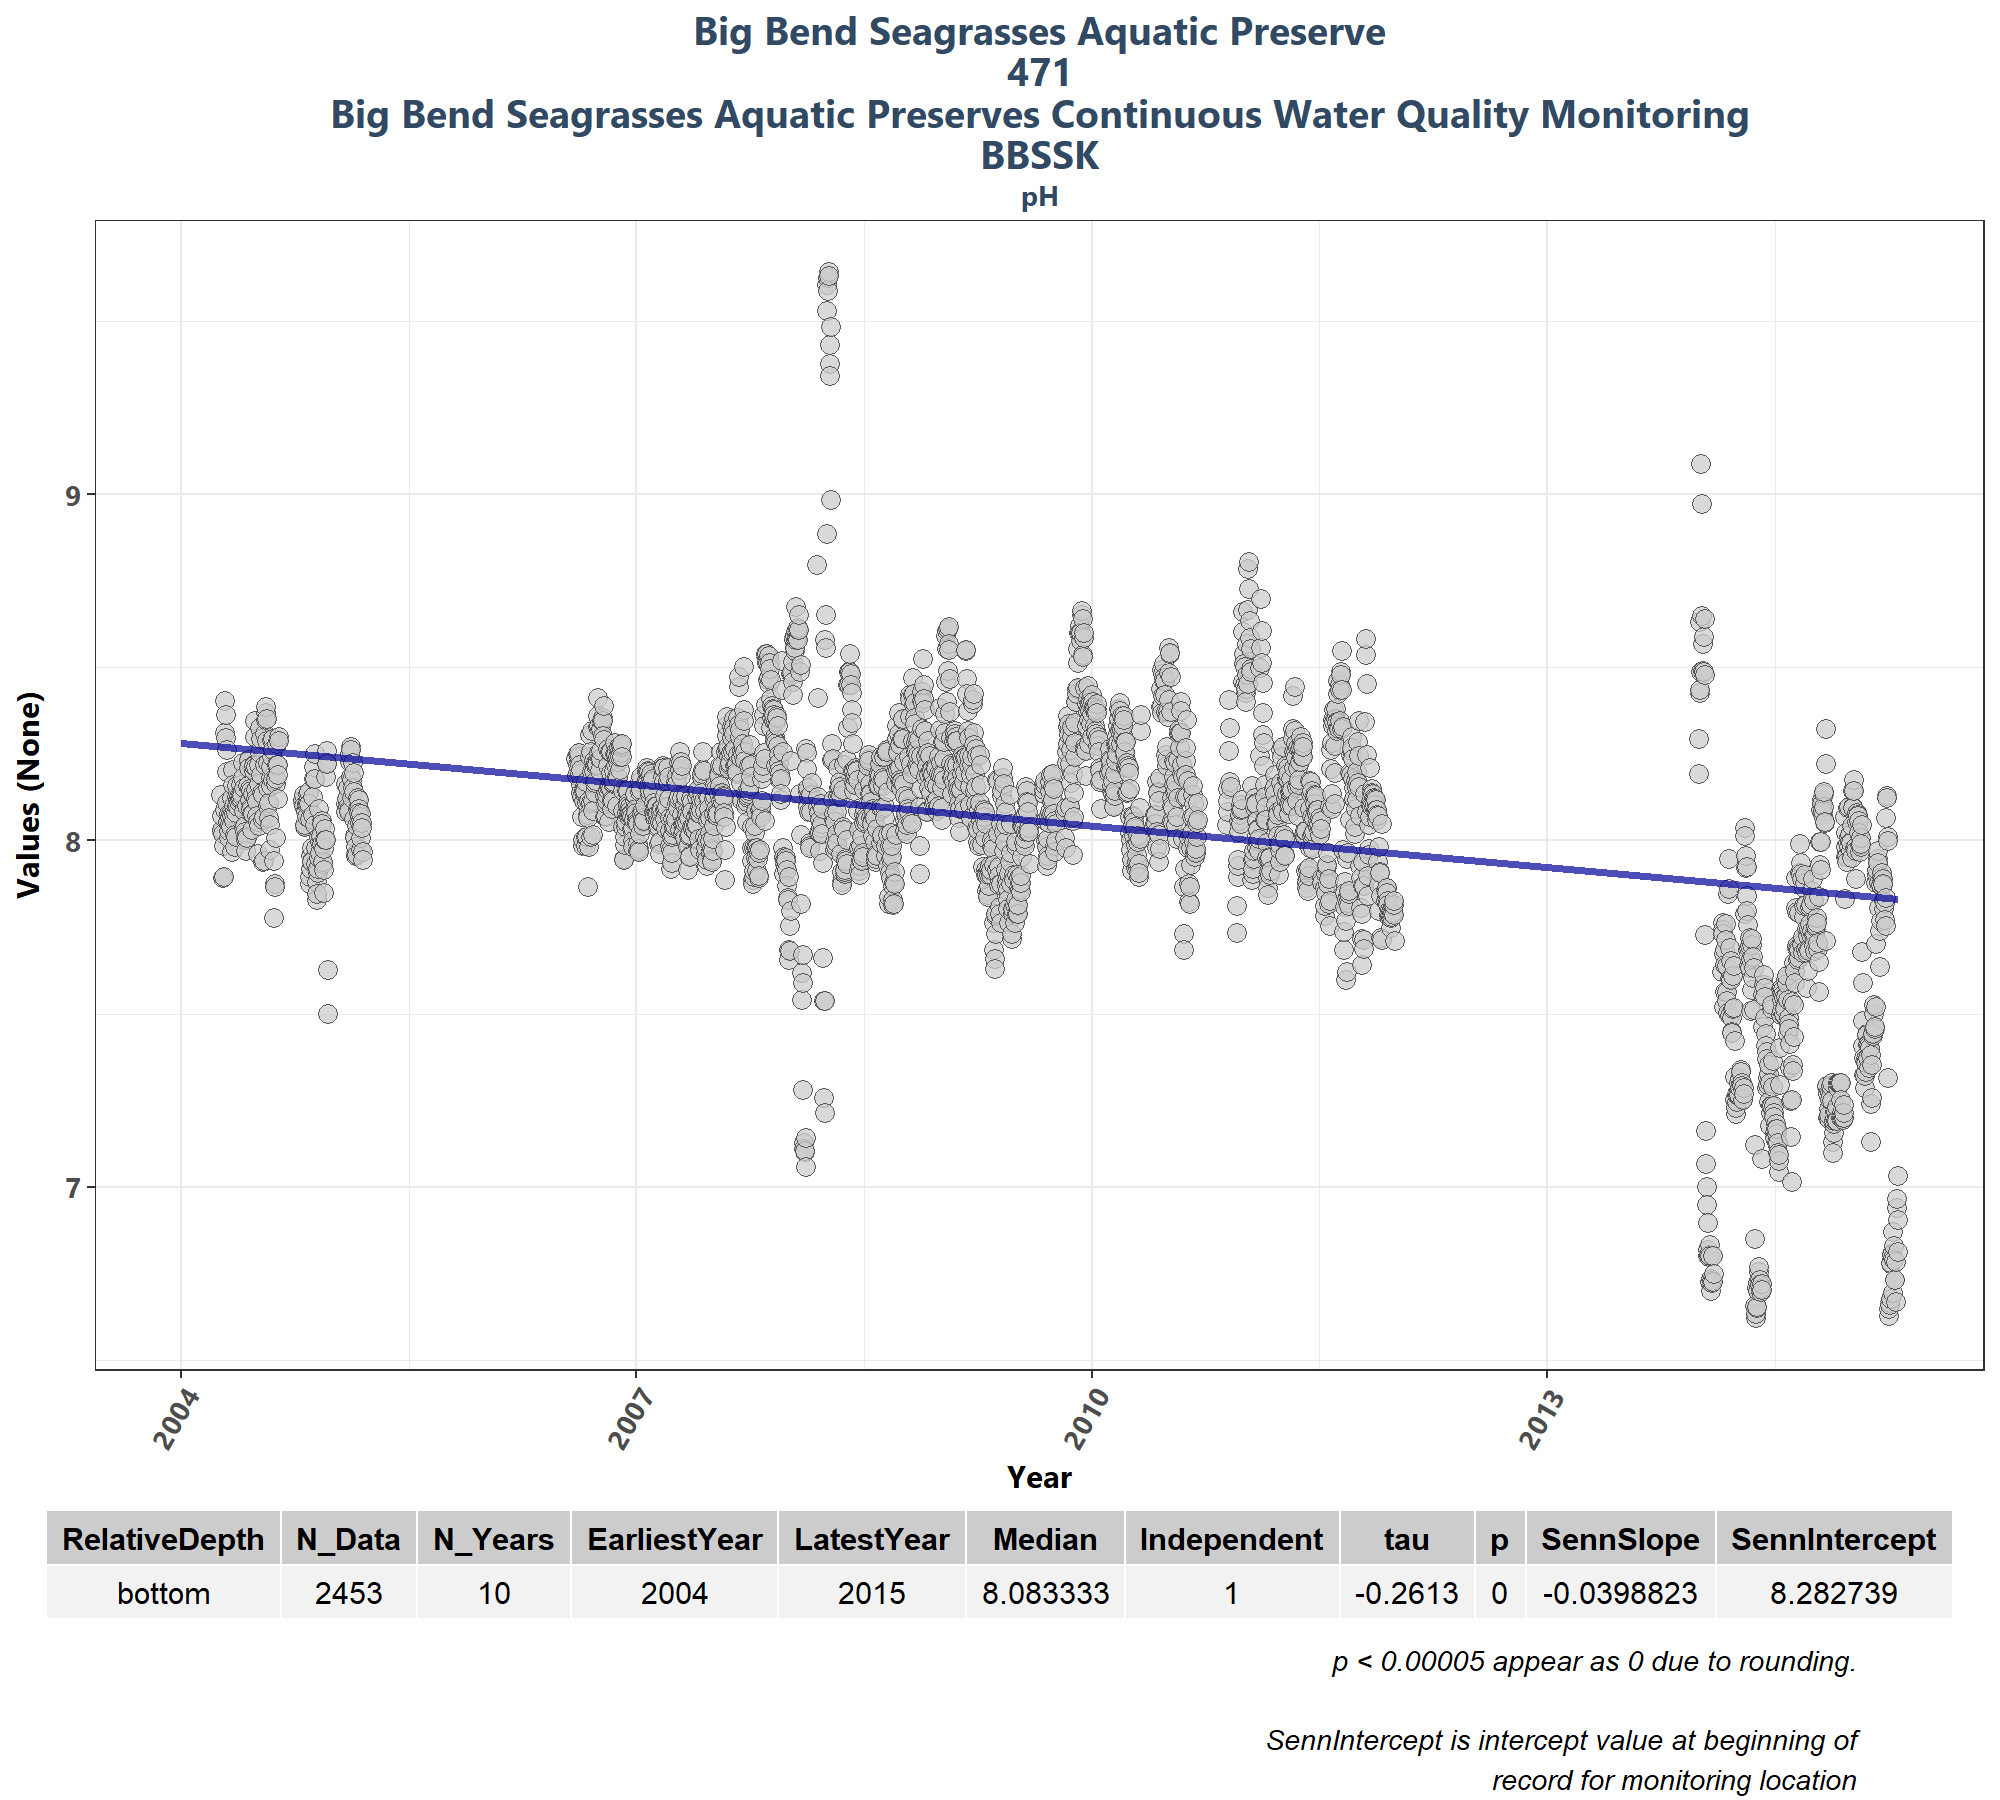 Big Bend Seagrasses Aquatic Preserve
471
Big Bend Seagrasses Aquatic Preserves Continuous Water Quality Monitoring
BBSSK
pH
Values (None)
9
8
7
2004 2007 2010 2013
Year
RelativeDepth N_Data N_Years EarliestYear LatestYear Median Independent tau p SennSlope SennIntercept
bottom 2453 10 2004 2015 8.083333 1 -0.2613 0 -0.0398823 8.282739
p < 0.00005 appear as 0 due to rounding.
SennIntercept is intercept value at beginning of
record for monitoring location